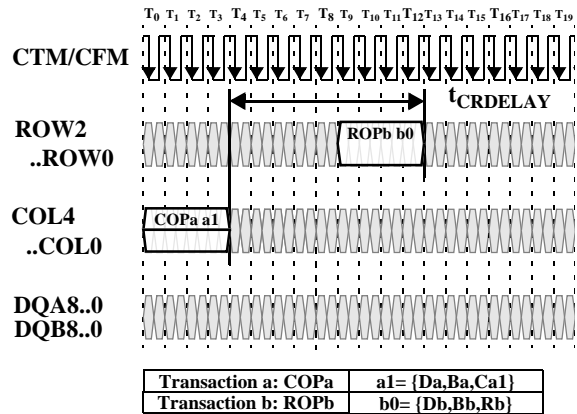 T0 T1 T2 T3 T4 T5 T6 T7 T8 T9 T10 T11 T12 T13 T14 T15 T16 T17 T18 T19
CTM/CFM
tCRDELAY
ROW2
..ROW0
ROPb b0
COL4
..COL0
COPa a1
DQA8..0
DQB8..0
Transaction a: COPa a1= {Da,Ba,Ca1}
Transaction b: ROPb b0= {Db,Bb,Rb}